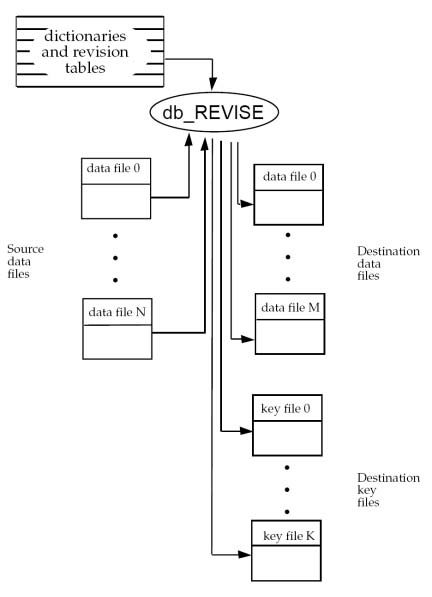 dictionaries
and revision
tables
db_REVISE
data file 0
data file 0
Source
data
files
Destination
data
files
data file N
data file M
key file 0
Destination
key
files
key file K